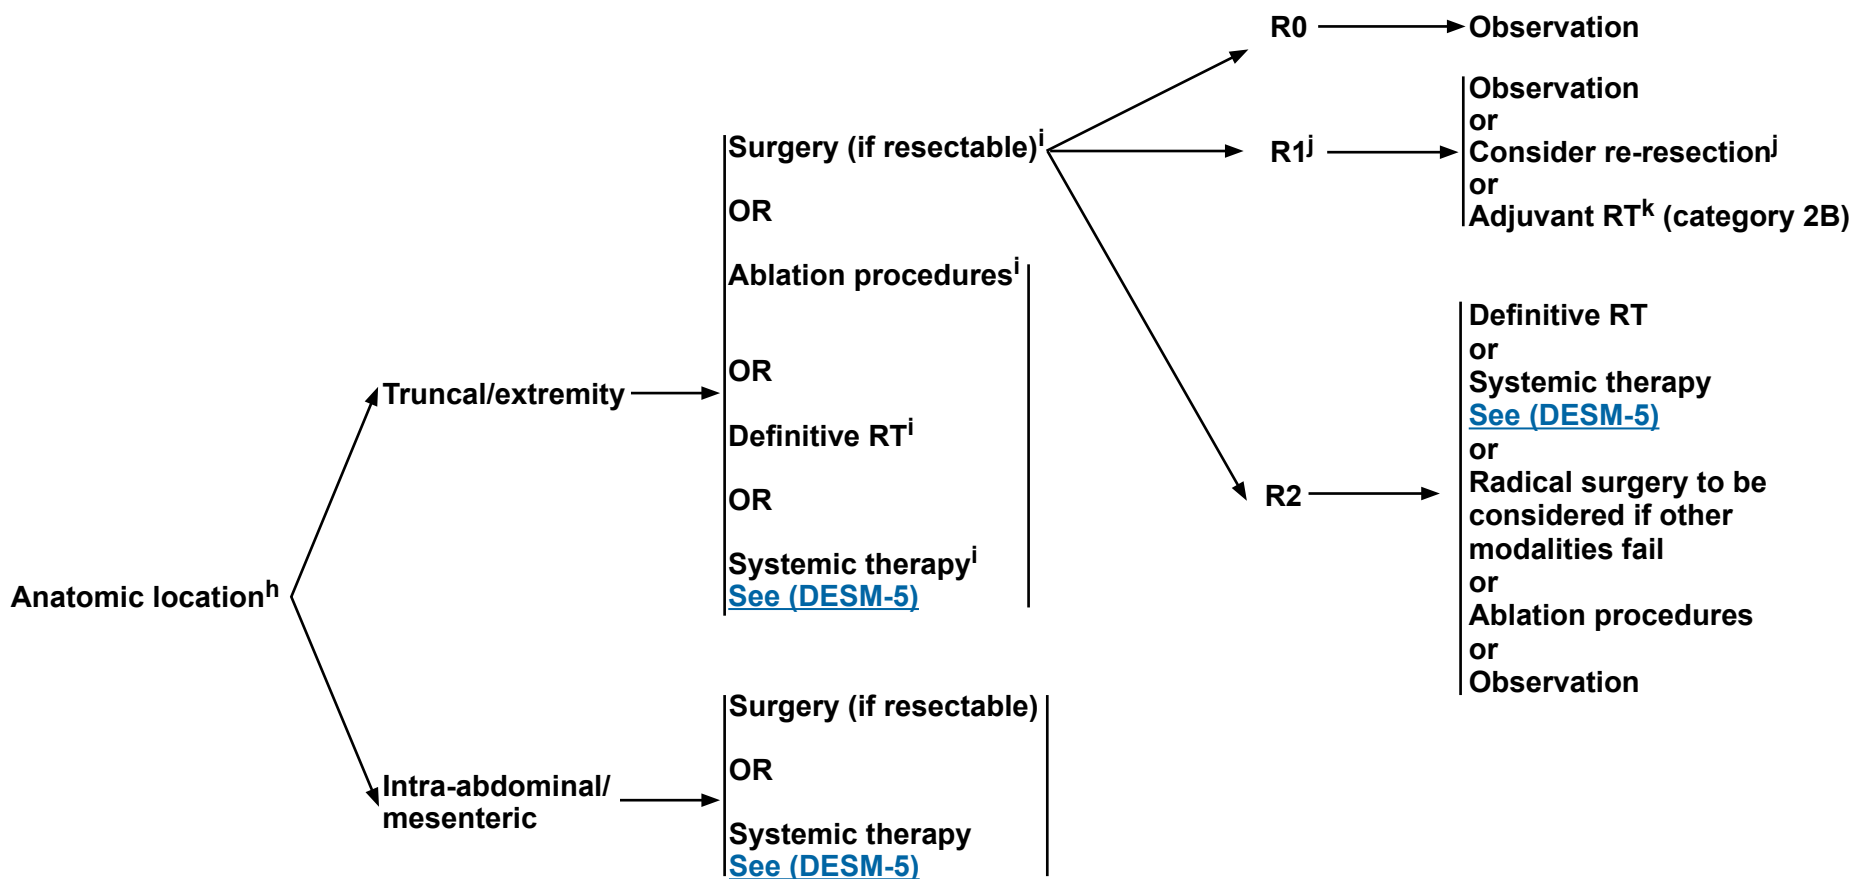 Anatomic locationʰ
Truncal/extremity
Surgery (if resectable)ⁱ
OR
Ablation proceduresⁱ
OR
Definitive RTⁱ
OR
Systemic therapyⁱ
See (DESM-5)
R0
Observation
R1ʲ
Observation
or
Consider re-resectionʲ
or
Adjuvant RTᵏ (category 2B)
R2
Definitive RT
or
Systemic therapy
See (DESM-5)
or
Radical surgery to be
considered if other
modalities fail
or
Ablation procedures
or
Observation
Intra-abdominal/
mesenteric
Surgery (if resectable)
OR
Systemic therapy
See (DESM-5)